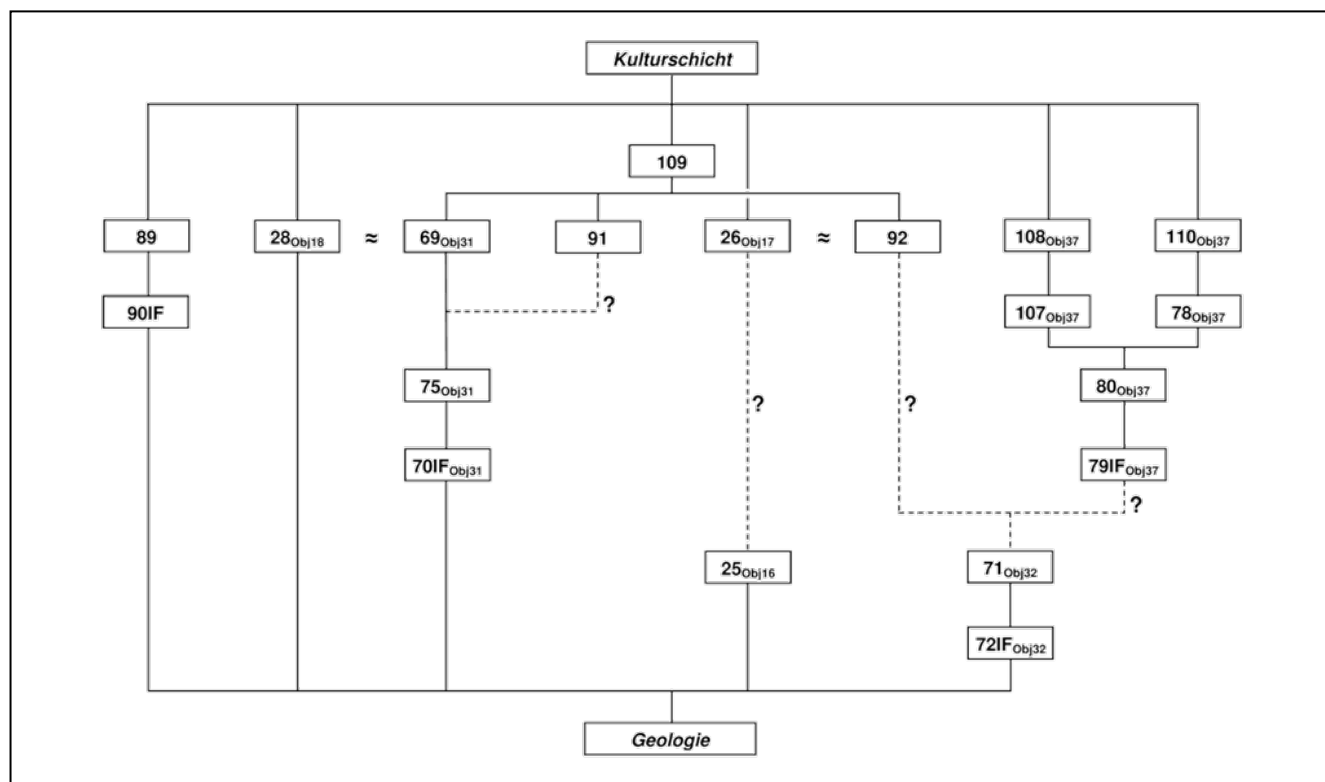 Kulturschicht
109
89
28Obj18
≈
69Obj31
91
26Obj17
≈
92
108Obj37
110Obj37
90IF
?
107Obj37
78Obj37
75Obj31
?
?
80Obj37
70IFObj31
79IFObj37
?
25Obj16
71Obj32
72IFObj32
Geologie